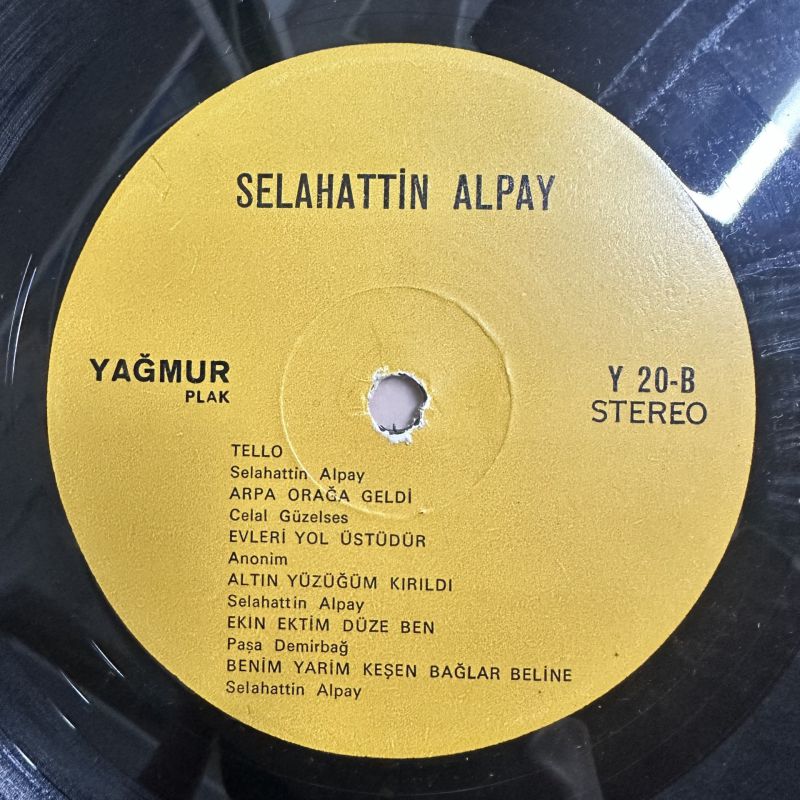 SELAHATTİN ALPAY
YAĞMUR
PLAK
Y 20-B
STEREO
TELLO
Selahattin Alpay
ARPA ORAĞA GELDİ
Celal Güzelses
EVLERİ YOL ÜSTÜDÜR
Anonim
ALTIN YÜZÜĞÜM KIRILDI
Selahattin Alpay
EKİN EKTİM DÜZE BEN
Paşa Demirbağ
BENİM YARİM KEŞEN BAĞLAR BELİNE
Selahattin Alpay